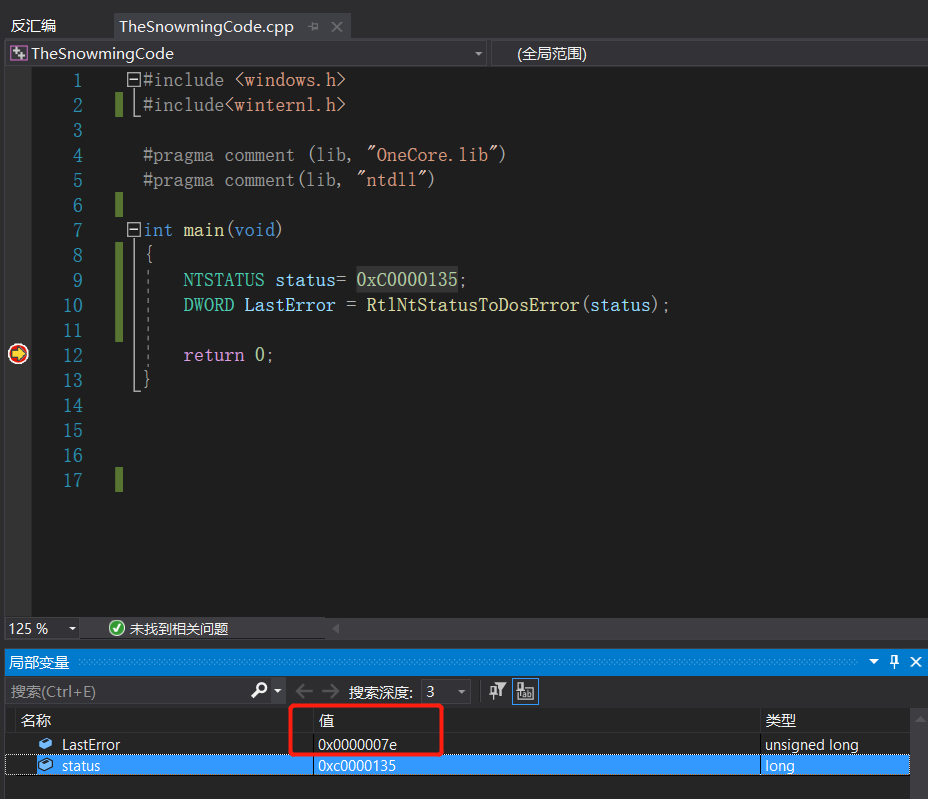 反汇编 TheSnowmingCode.cpp
TheSnowmingCode (全局范围)
1 #include <windows.h>
2 #include<winternl.h>
3
4 #pragma comment (lib, "OneCore.lib")
5 #pragma comment(lib, "ntdll")
6
7 int main(void)
8 {
9 NTSTATUS status= 0xC0000135;
10 DWORD LastError = RtlNtStatusToDosError(status);
11
12 return 0;
13 }
14
15
16
17
125 % 未找到相关问题
局部变量
搜索(Ctrl+E) 搜索深度: 3
名称 值 类型
LastError 0x0000007e unsigned long
status 0xc0000135 long